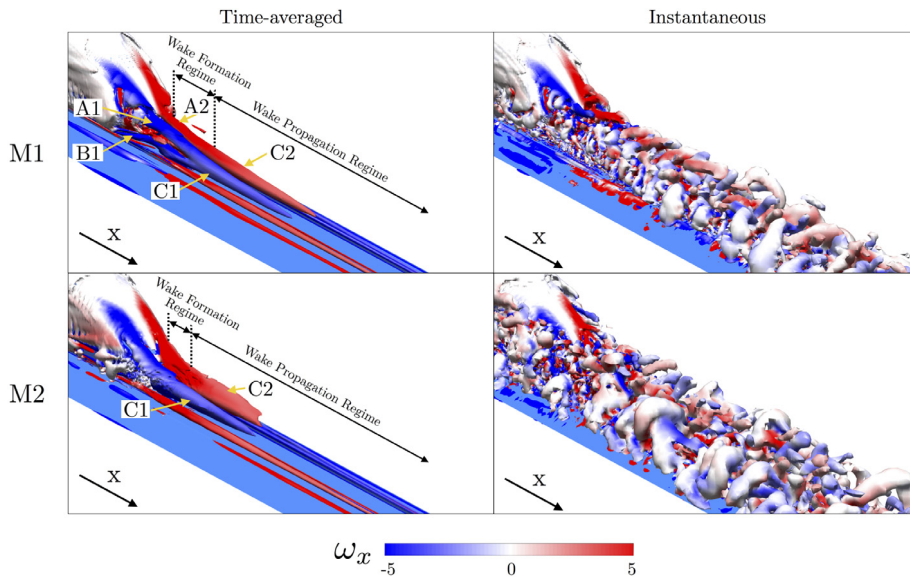 Time-averaged
Instantaneous
M1
Wake Formation
Regime
Wake Propagation Regime
A1
A2
B1
C2
C1
X
X
M2
Wake Formation
Regime
Wake Propagation Regime
C2
C1
X
X
ωx
-5
0
5